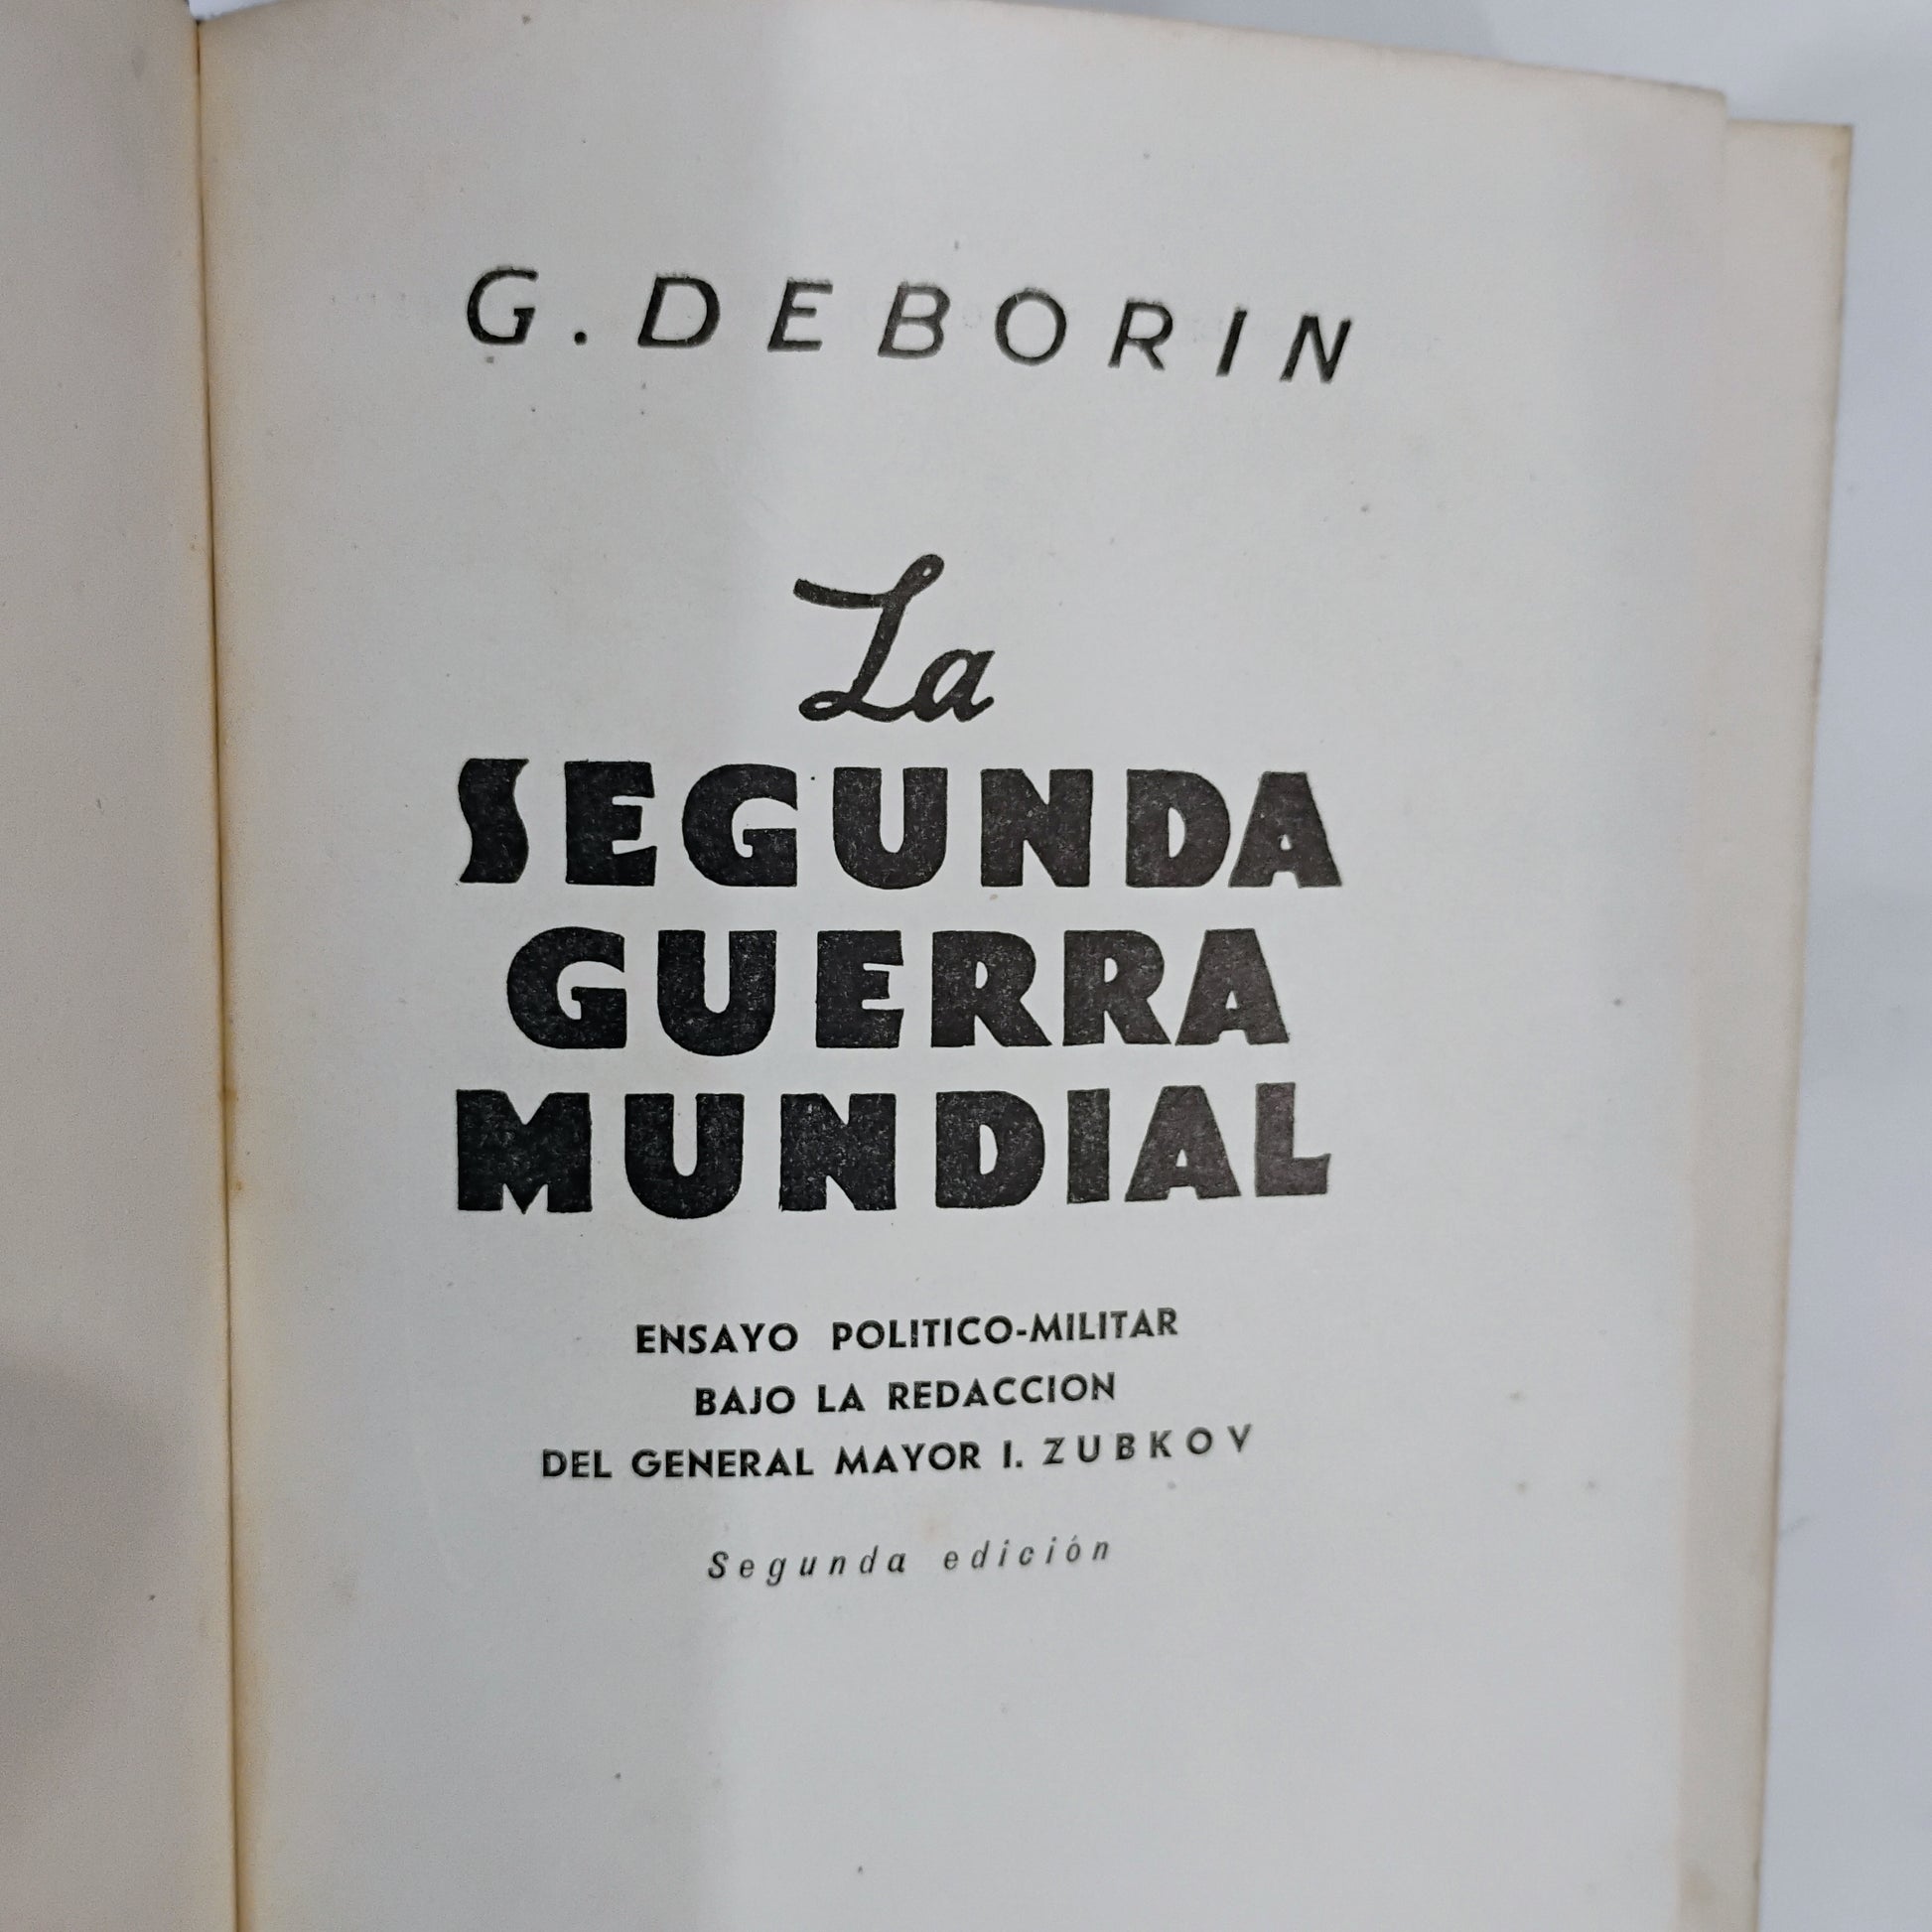 G. DEBORIN
La
SEGUNDA
GUERRA
MUNDIAL
ENSAYO POLITICO-MILITAR
BAJO LA REDACCION
DEL GENERAL MAYOR I. ZUBKOV
Segunda edición